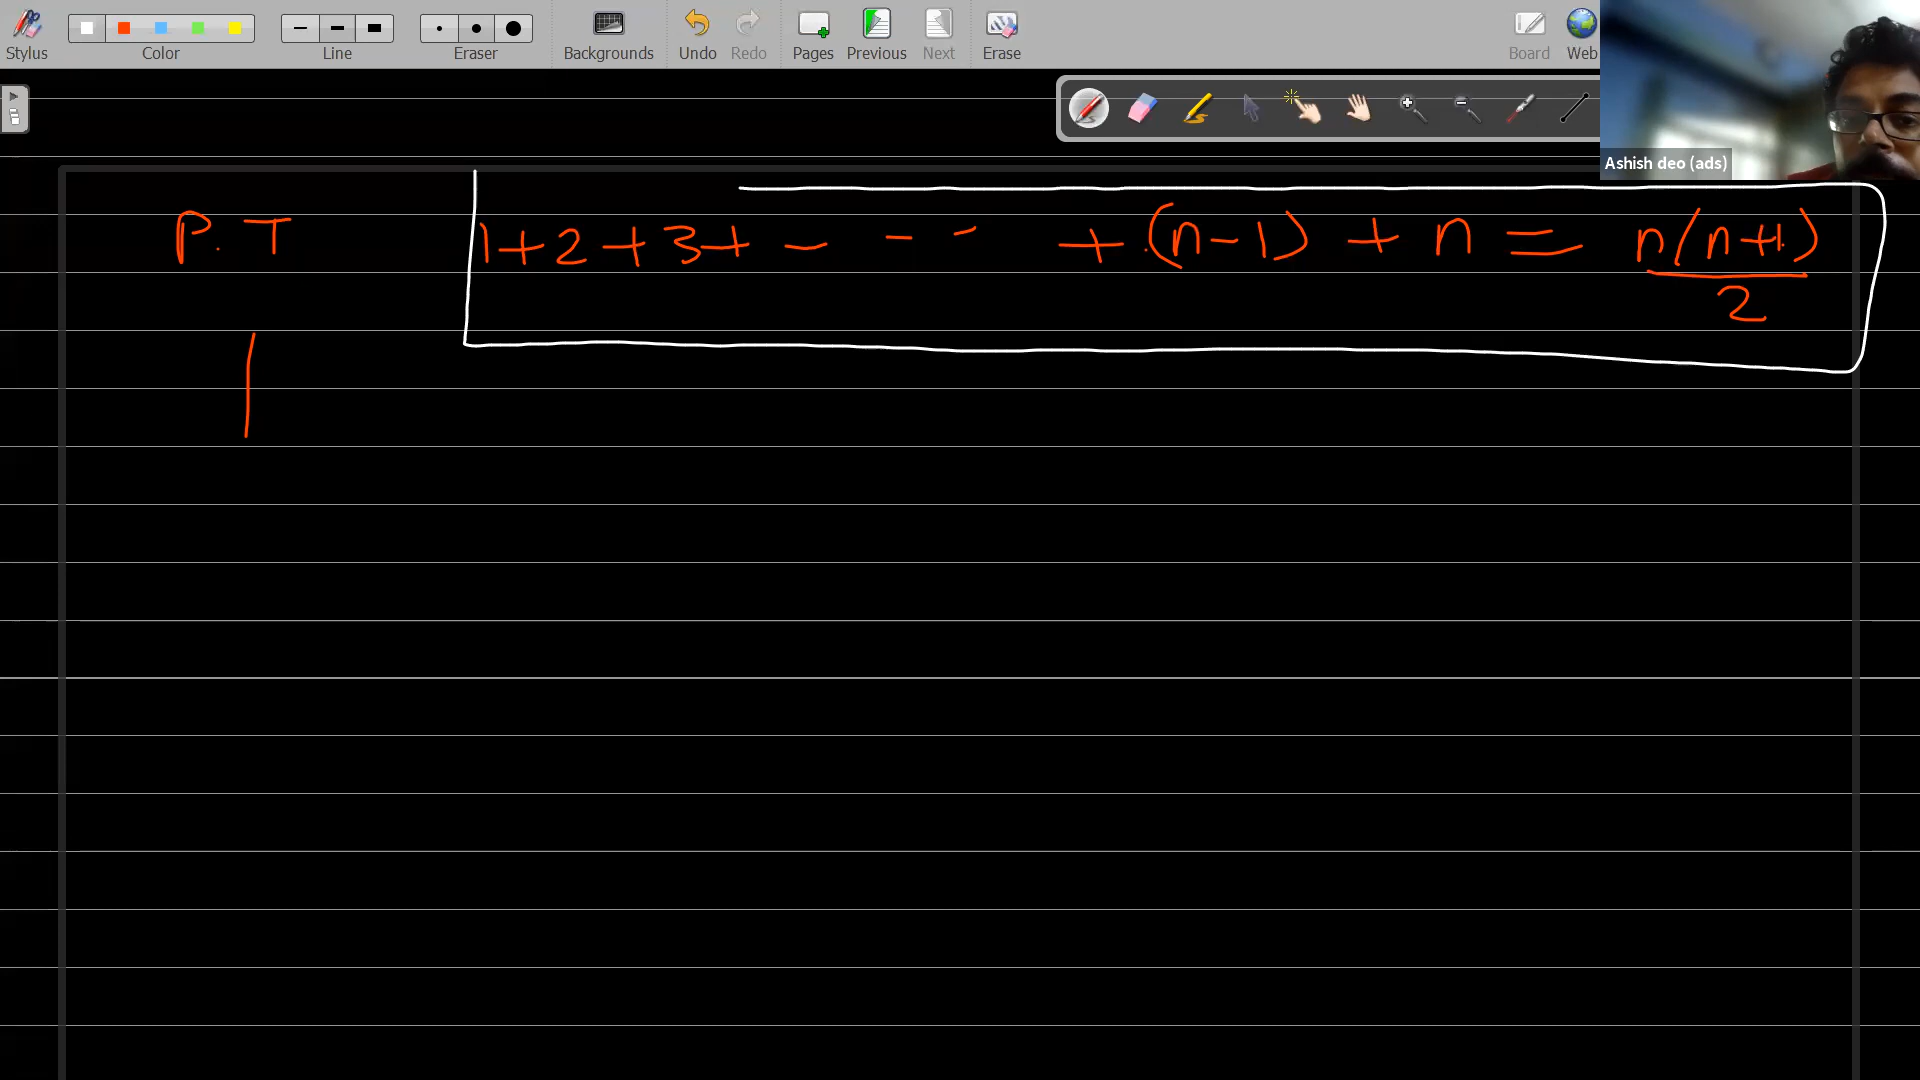 Stylus Color Line Eraser Backgrounds Undo Redo Pages Previous Next Erase Board Web
Ashish deo (ads)
P.T 1+2+3+ - - - + (n-1) + n = n(n+1)/2
|